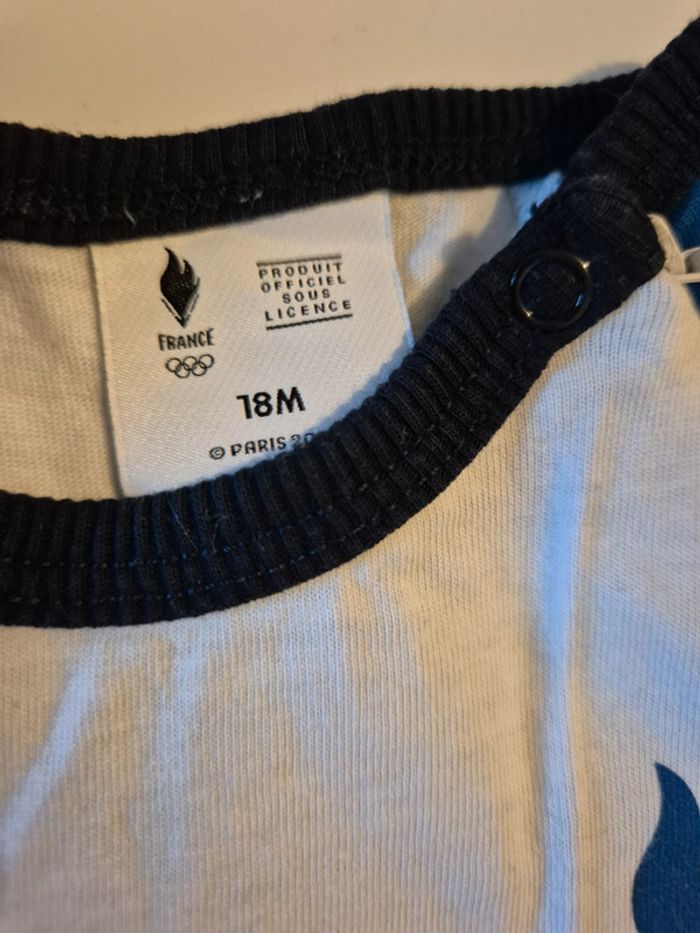 FRANCE
PRODUIT
OFFICIEL
SOUS
LICENCE
18M
© PARIS